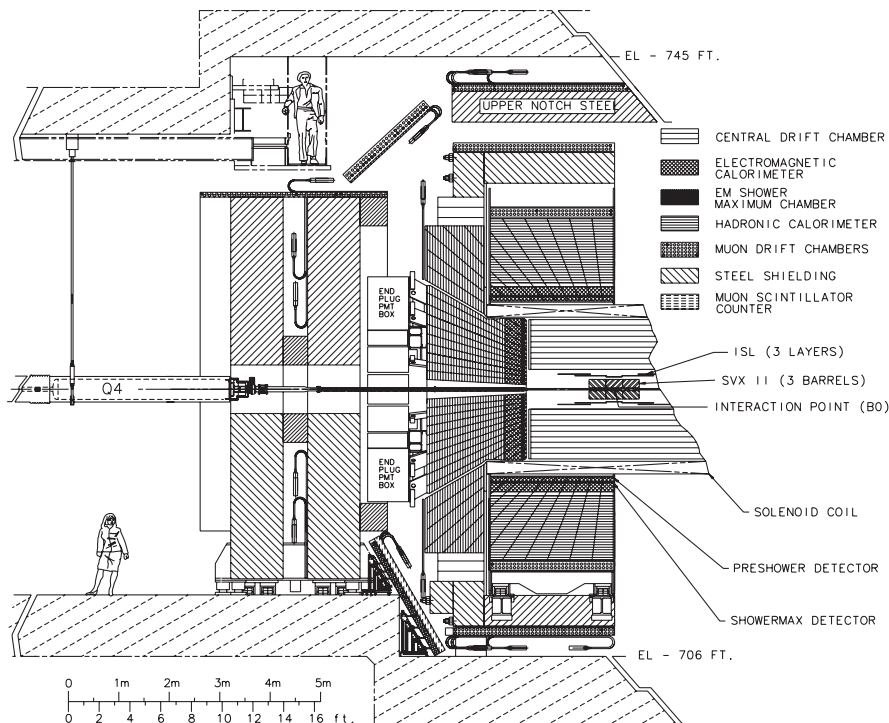 EL - 745 FT.
UPPER NOTCH STEEL
CENTRAL DRIFT CHAMBER
ELECTROMAGNETIC
CALORIMETER
EM SHOWER
MAXIMUM CHAMBER
HADRONIC CALORIMETER
MUON DRIFT CHAMBERS
STEEL SHIELDING
MUON SCINTILLATOR
COUNTER
END
PLUG
PMT
BOX
ISL (3 LAYERS)
Q4
SVX II (3 BARRELS)
INTERACTION POINT (B0)
END
PLUG
PMT
BOX
SOLENOID COIL
PRESHOWER DETECTOR
SHOWERMAX DETECTOR
EL - 706 FT.
0 1m 2m 3m 4m 5m
0 2 4 6 8 10 12 14 16 ft.